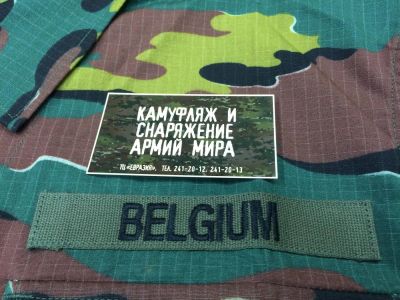 КАМУФЛЯЖ И
СНАРЯЖЕНИЕ
АРМИЙ МИРА
ТЦ «ЕВРАЗИЯ». ТЕЛ. 241-20-12, 241-20-13
BELGIUM